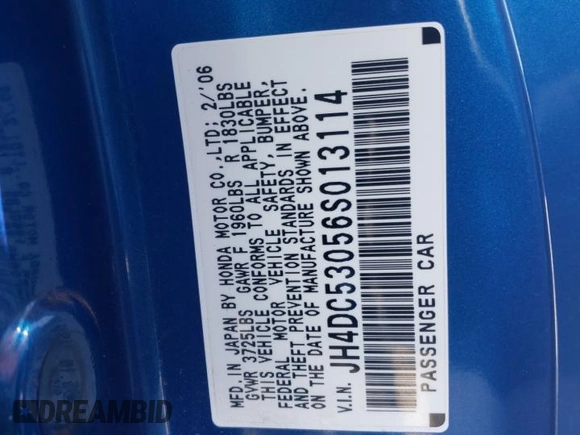 MFD. IN JAPAN BY HONDA MOTOR CO.,LTD; 2/'06
GVWR 3725LBS GAWR F 1960LBS R 1830LBS
THIS VEHICLE CONFORMS TO ALL APPLICABLE
FEDERAL MOTOR VEHICLE SAFETY, BUMPER,
AND THEFT PREVENTION STANDARDS IN EFFECT
ON THE DATE OF MANUFACTURE SHOWN ABOVE.
V.I.N. JH4DC53056S013114
PASSENGER CAR
DREAMBID